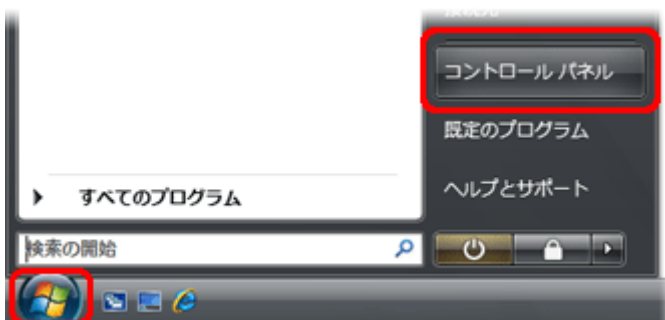 コントロール パネル
既定のプログラム
ヘルプとサポート
すべてのプログラム
検索の開始